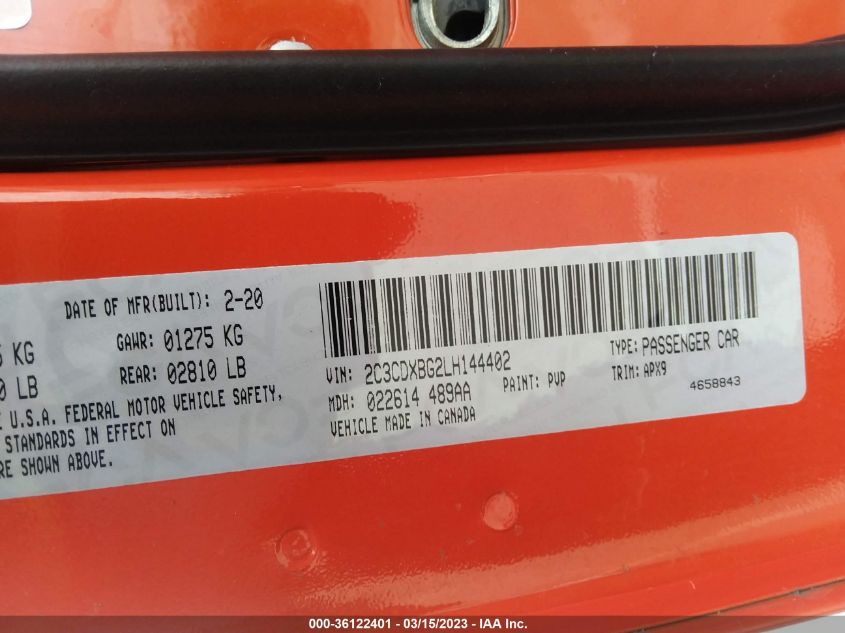 DATE OF MFR(BUILT): 2-20
KG GAWR: 01275 KG
LB REAR: 02810 LB
U.S.A. FEDERAL MOTOR VEHICLE SAFETY,
STANDARDS IN EFFECT ON
SHOWN ABOVE.
VIN: 2C3CDXBG2LH144402
TYPE: PASSENGER CAR
MDH: 022614 489AA
PAINT: PVP
TRIM: APX9
VEHICLE MADE IN CANADA
4658843
000-36122401 - 03/15/2023 - IAA Inc.